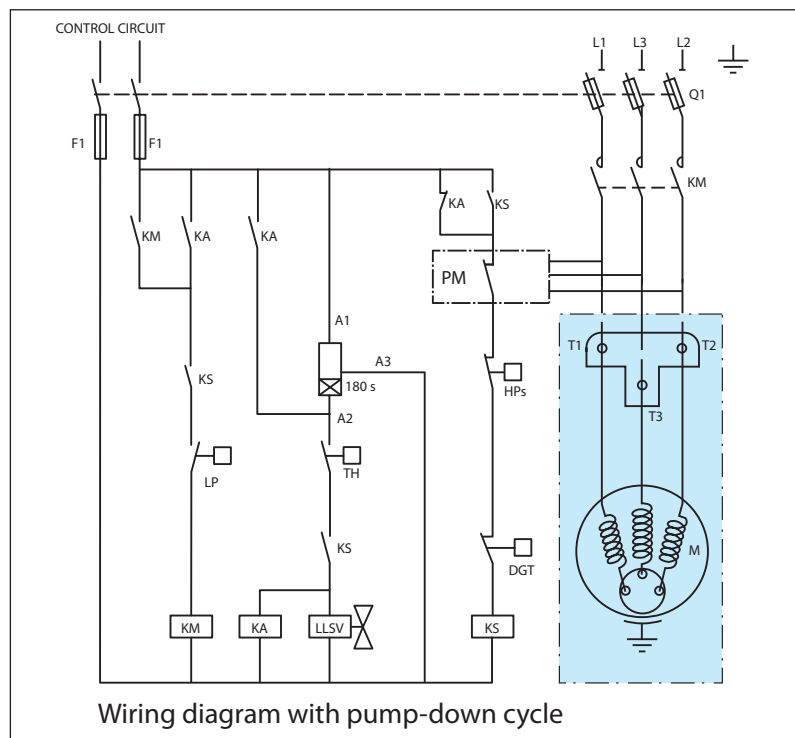 CONTROL CIRCUIT
L1 L3 L2
Q1
F1 F1
KM
KA KS
KM KA KA
PM
A1
T1 T2
A3
180 s
KS HPs
A2 T3
LP TH
KS M
DGT
KM KA LLSV KS
Wiring diagram with pump-down cycle